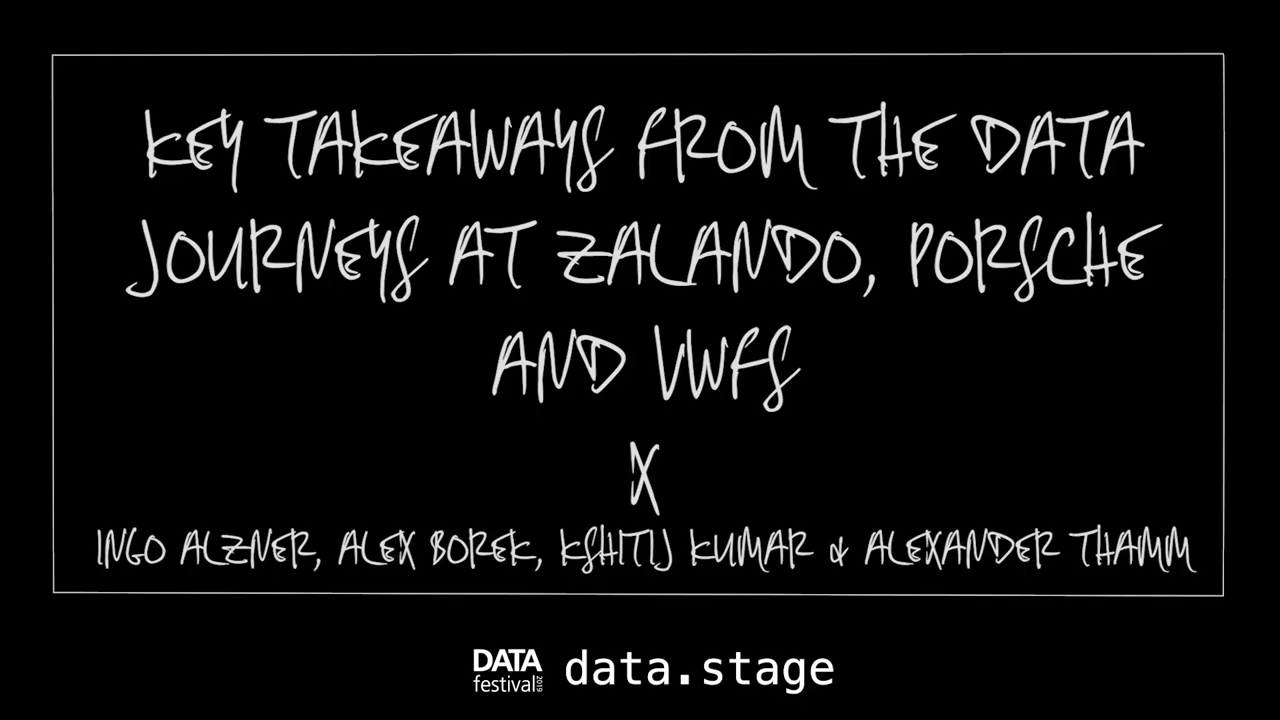 KEY TAKEAWAYS FROM THE DATA
JOURNEYS AT ZALANDO, PORSCHE
AND VWFS
X
INGO ALZNER, ALEX BOREK, KSHITIJ KUMAR & ALEXANDER THAMM
DATA
festival 2019
data.stage